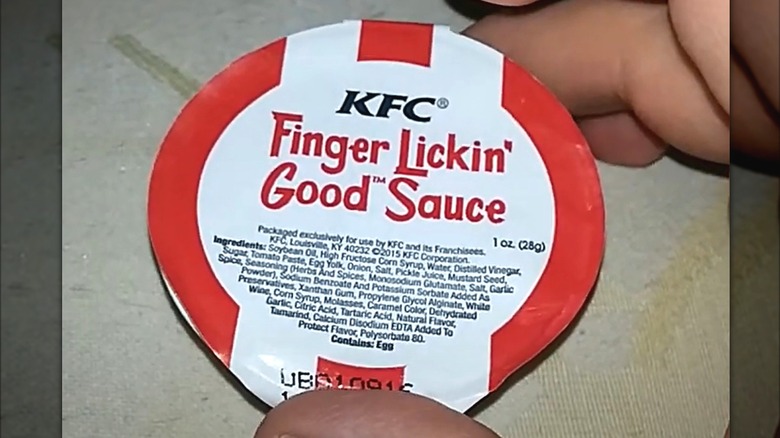 KFC®
Finger Lickin'
Good™ Sauce
1 oz. (28g)
Packaged exclusively for use by KFC and its Franchisees.
KFC, Louisville, KY 40232 ©2015 KFC Corporation.
Ingredients: Soybean Oil, High Fructose Corn Syrup, Water, Distilled Vinegar,
Sugar, Tomato Paste, Egg Yolk, Onion, Salt, Pickle Juice, Mustard Seed,
Spice, Seasoning (Herbs And Spices, Monosodium Glutamate, Salt, Garlic
Powder), Sodium Benzoate And Potassium Sorbate Added As
Preservatives, Xanthan Gum, Propylene Glycol Alginate, White
Wine, Corn Syrup, Molasses, Caramel Color, Dehydrated
Garlic, Citric Acid, Tartaric Acid, Natural Flavor,
Tamarind, Calcium Disodium EDTA Added To
Protect Flavor, Polysorbate 80.
Contains: Egg